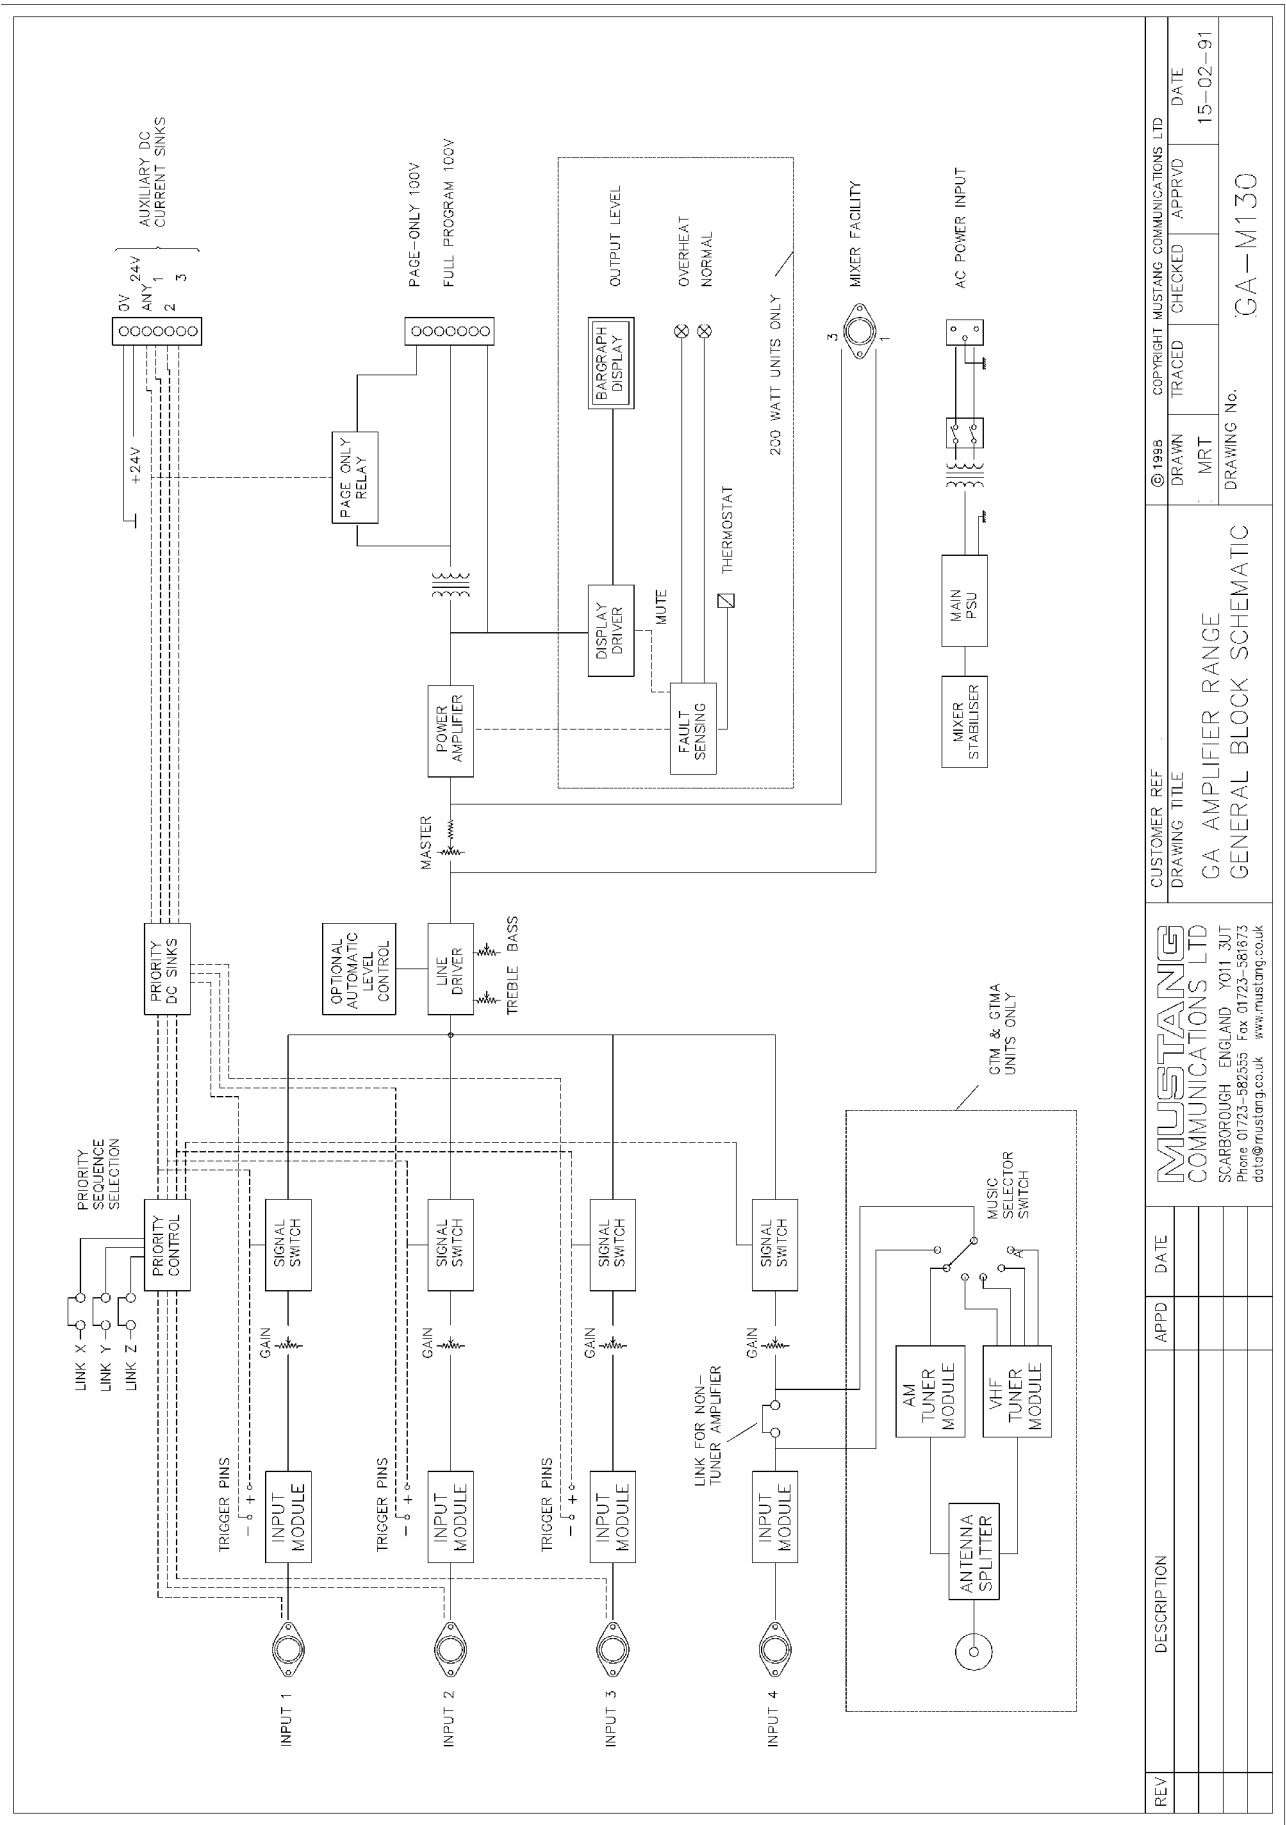 PRIORITY
SEQUENCE
SELECTION
LINK X
LINK Y
LINK Z
PRIORITY
CONTROL
PRIORITY
DC SINKS
+24V
0V
24V
ANY
1
2
3
AUXILIARY DC
CURRENT SINKS
INPUT 1
TRIGGER PINS
− +
INPUT
MODULE
GAIN
SIGNAL
SWITCH
INPUT 2
TRIGGER PINS
− +
INPUT
MODULE
GAIN
SIGNAL
SWITCH
INPUT 3
TRIGGER PINS
− +
INPUT
MODULE
GAIN
SIGNAL
SWITCH
INPUT 4
INPUT
MODULE
LINK FOR NON−
TUNER AMPLIFIER
GAIN
SIGNAL
SWITCH
OPTIONAL
AUTOMATIC
LEVEL
CONTROL
LINE
DRIVER
TREBLE BASS
MASTER
POWER
AMPLIFIER
PAGE ONLY
RELAY
PAGE−ONLY 100V
FULL PROGRAM 100V
DISPLAY
DRIVER
BARGRAPH
DISPLAY
OUTPUT LEVEL
MUTE
FAULT
SENSING
OVERHEAT
NORMAL
THERMOSTAT
200 WATT UNITS ONLY
3
1
MIXER FACILITY
MIXER
STABILISER
MAIN
PSU
AC POWER INPUT
ANTENNA
SPLITTER
AM
TUNER
MODULE
VHF
TUNER
MODULE
MUSIC
SELECTOR
SWITCH
GTM & GTMA
UNITS ONLY
REV
DESCRIPTION
APPD
DATE
MUSTANG
COMMUNICATIONS LTD
SCARBOROUGH ENGLAND YO11 3UT
Phone 01723−582555 Fax 01723−581673
data@mustang.co.uk www.mustang.co.uk
CUSTOMER REF
DRAWING TITLE
GA AMPLIFIER RANGE
GENERAL BLOCK SCHEMATIC
© 1998 COPYRIGHT MUSTANG COMMUNICATIONS LTD
DRAWN TRACED CHECKED APPRVD DATE
MRT 15−02−91
DRAWING No.
GA−M130